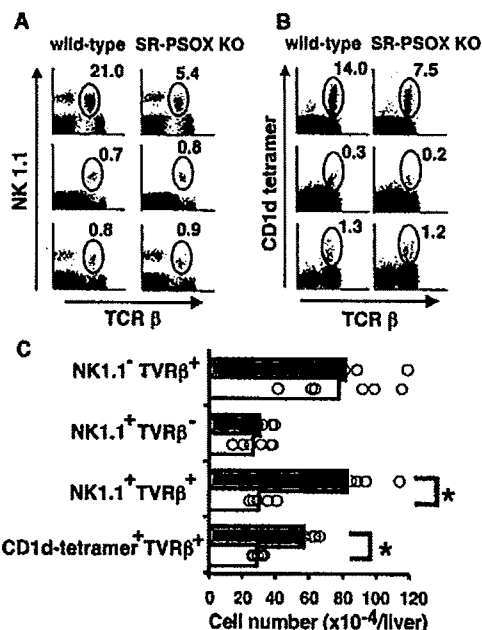 A
wild-type SR-PSOX KO
21.0 5.4
0.7 0.8
0.8 0.9
NK 1.1
TCR β
B
wild-type SR-PSOX KO
14.0 7.5
0.3 0.2
1.3 1.2
CD1d tetramer
TCR β
C
NK1.1- TVRβ+
NK1.1+TVRβ-
NK1.1+TVRβ+
*
CD1d-tetramer+TVRβ+
*
0 20 40 60 80 100 120
Cell number (x10-4/liver)